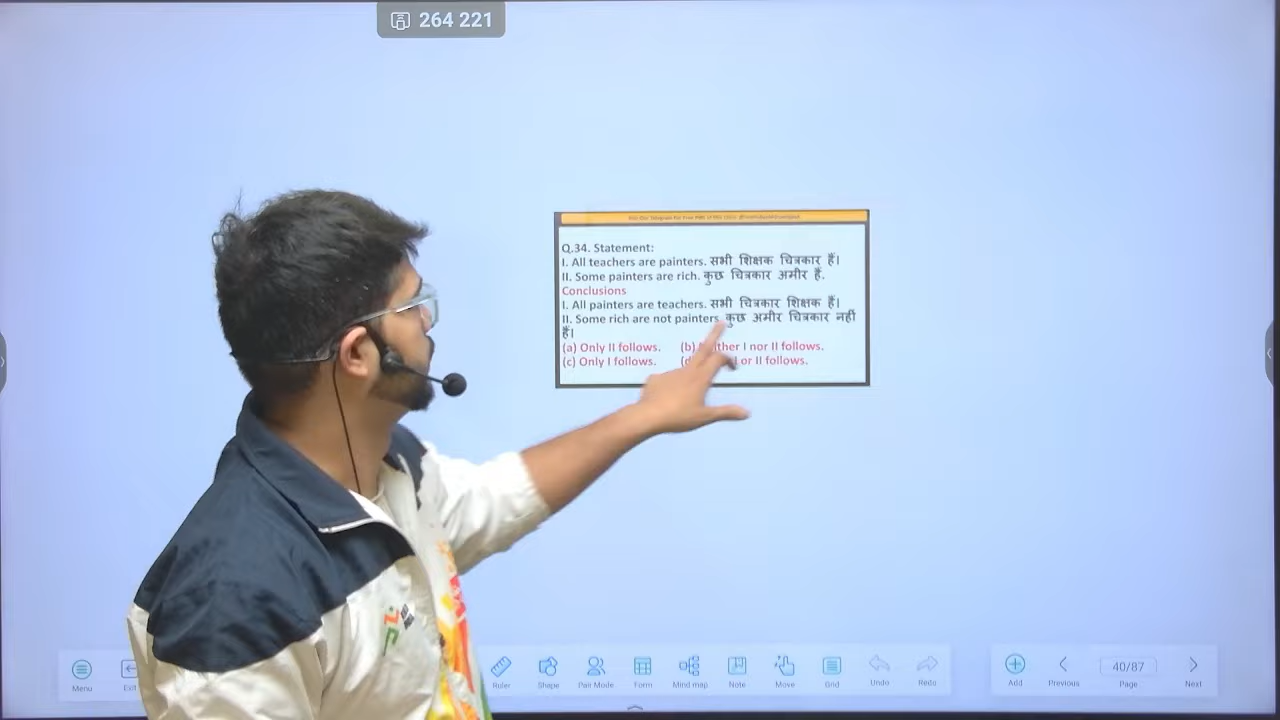 264 221
Q.34. Statement:
I. All teachers are painters. सभी शिक्षक चित्रकार हैं।
II. Some painters are rich. कुछ चित्रकार अमीर हैं.
Conclusions
I. All painters are teachers. सभी चित्रकार शिक्षक हैं।
II. Some rich are not painters. कुछ अमीर चित्रकार नहीं
हैं।
(a) Only II follows. (b) I nor II follows.
(c) Only I follows. or II follows.
Menu Ruler Shape Pair Mode Form Mind map Note Move Grid Undo Redo Add Previous 40/87 Page Next